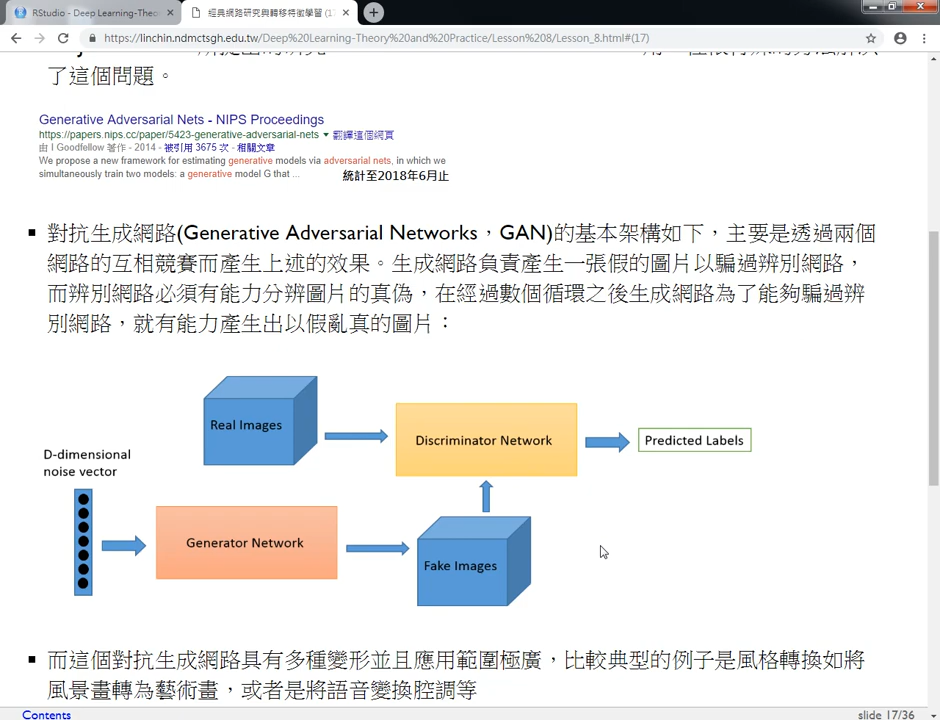 RStudio - Deep Learning-Theo
經典網路研究與轉移特徵學習 (1
https://linchin.ndmctsgh.edu.tw/Deep%20Learning-Theory%20and%20Practice/Lesson%208/Lesson_8.html#(17)
了這個問題。
Generative Adversarial Nets - NIPS Proceedings
https://papers.nips.cc/paper/5423-generative-adversarial-nets ▾ 翻譯這個網頁
由 I Goodfellow 著作 - 2014 - 被引用 3675 次 - 相關文章
We propose a new framework for estimating generative models via adversarial nets, in which we
simultaneously train two models: a generative model G that ...
統計至2018年6月止
▪ 對抗生成網路(Generative Adversarial Networks，GAN)的基本架構如下，主要是透過兩個
網路的互相競賽而產生上述的效果。生成網路負責產生一張假的圖片以騙過辨別網路，
而辨別網路必須有能力分辨圖片的真偽，在經過數個循環之後生成網路為了能夠騙過辨
別網路，就有能力產生出以假亂真的圖片：
Real Images
Discriminator Network
Predicted Labels
D-dimensional
noise vector
Generator Network
Fake Images
▪ 而這個對抗生成網路具有多種變形並且應用範圍極廣，比較典型的例子是風格轉換如將
風景畫轉為藝術畫，或者是將語音變換腔調等
Contents
slide 17/36